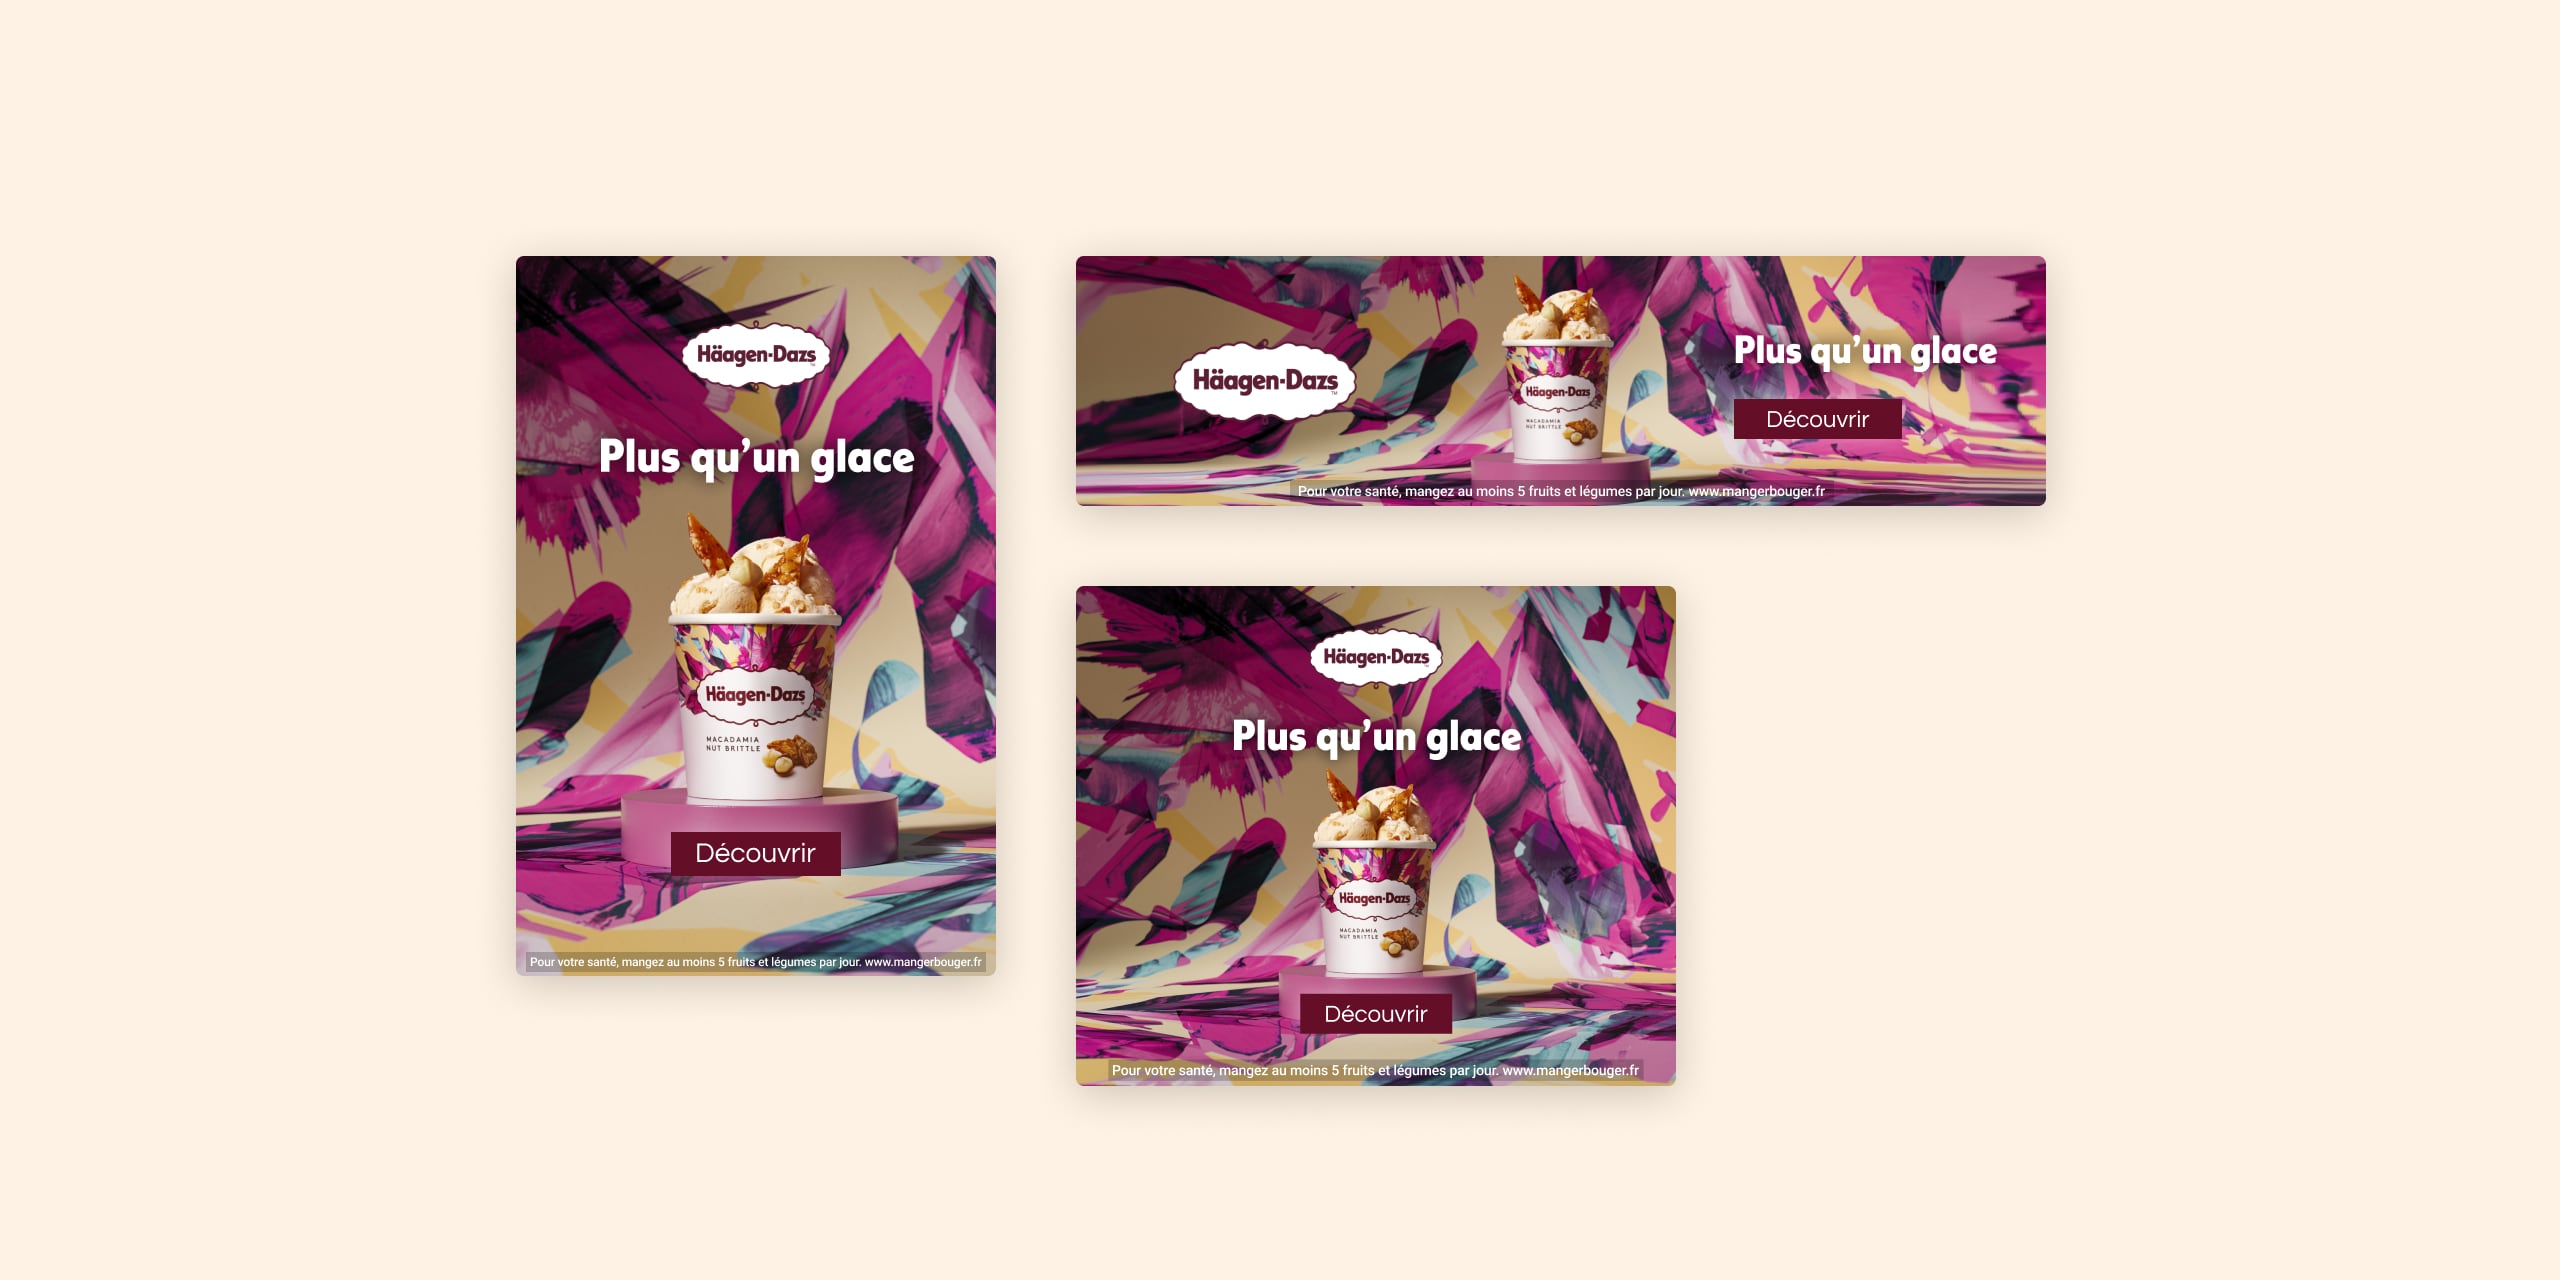 Häagen-Dazs
Plus qu’un glace
Häagen-Dazs
MACADAMIA
NUT BRITTLE
Découvrir
Pour votre santé, mangez au moins 5 fruits et légumes par jour. www.mangerbouger.fr
Häagen-Dazs
TM
Häagen-Dazs
MACADAMIA
NUT BRITTLE
Plus qu’un glace
Découvrir
Pour votre santé, mangez au moins 5 fruits et légumes par jour. www.mangerbouger.fr
Häagen-Dazs
Plus qu’un glace
Häagen-Dazs
MACADAMIA
NUT BRITTLE
Découvrir
Pour votre santé, mangez au moins 5 fruits et légumes par jour. www.mangerbouger.fr